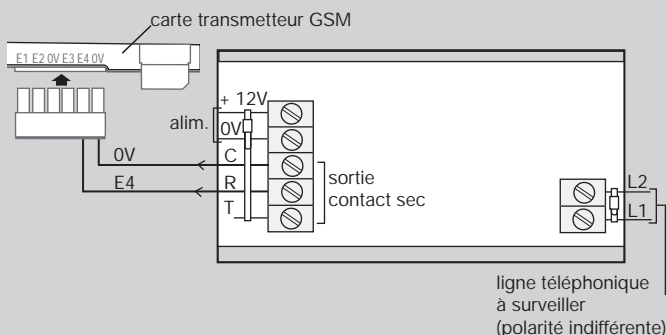 carte transmetteur GSM
E1 E2 0V E3 E4 0V
+ 12V
alim.
0V
0V
C
E4
R
T
sortie
contact sec
L2
L1
ligne téléphonique
à surveiller
(polarité indifférente)